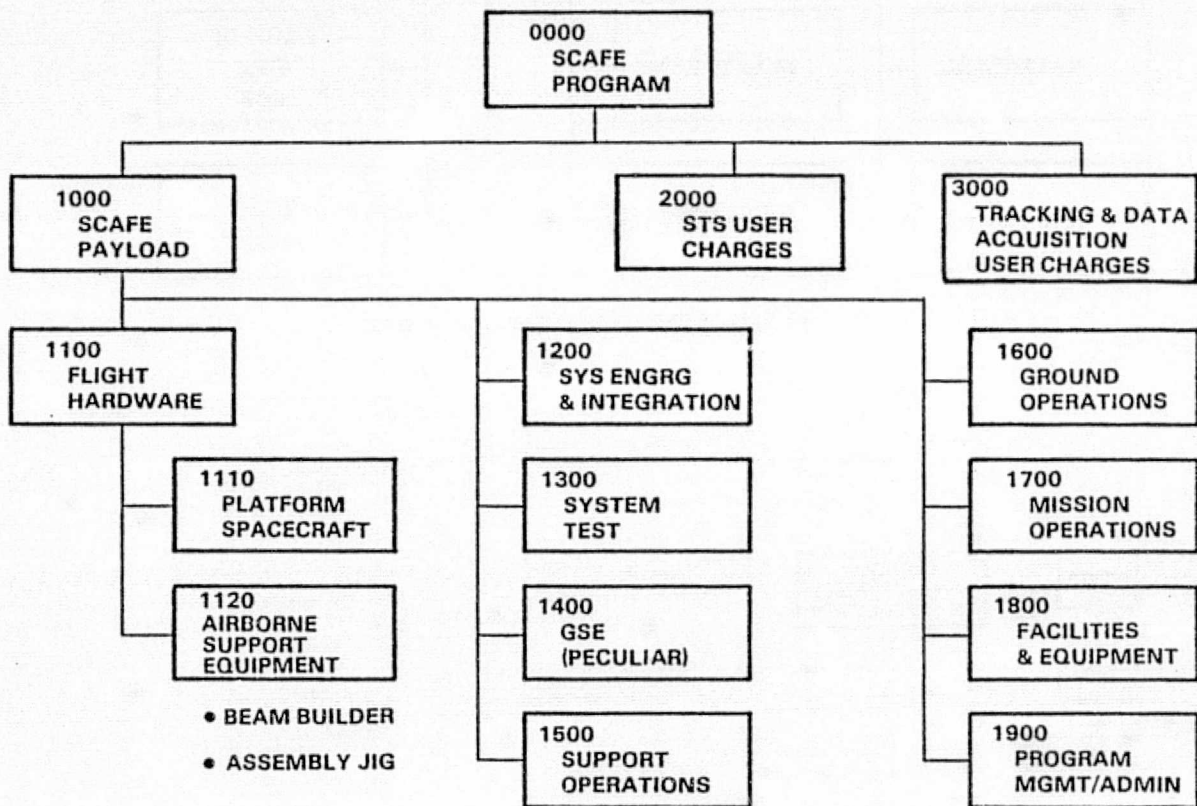 0000
SCAFE
PROGRAM
1000
SCAFE
PAYLOAD
2000
STS USER
CHARGES
3000
TRACKING & DATA
ACQUISITION
USER CHARGES
1100
FLIGHT
HARDWARE
1110
PLATFORM
SPACECRAFT
1120
AIRBORNE
SUPPORT
EQUIPMENT
• BEAM BUILDER
• ASSEMBLY JIG
1200
SYS ENGRG
& INTEGRATION
1300
SYSTEM
TEST
1400
GSE
(PECULIAR)
1500
SUPPORT
OPERATIONS
1600
GROUND
OPERATIONS
1700
MISSION
OPERATIONS
1800
FACILITIES
& EQUIPMENT
1900
PROGRAM
MGMT/ADMIN